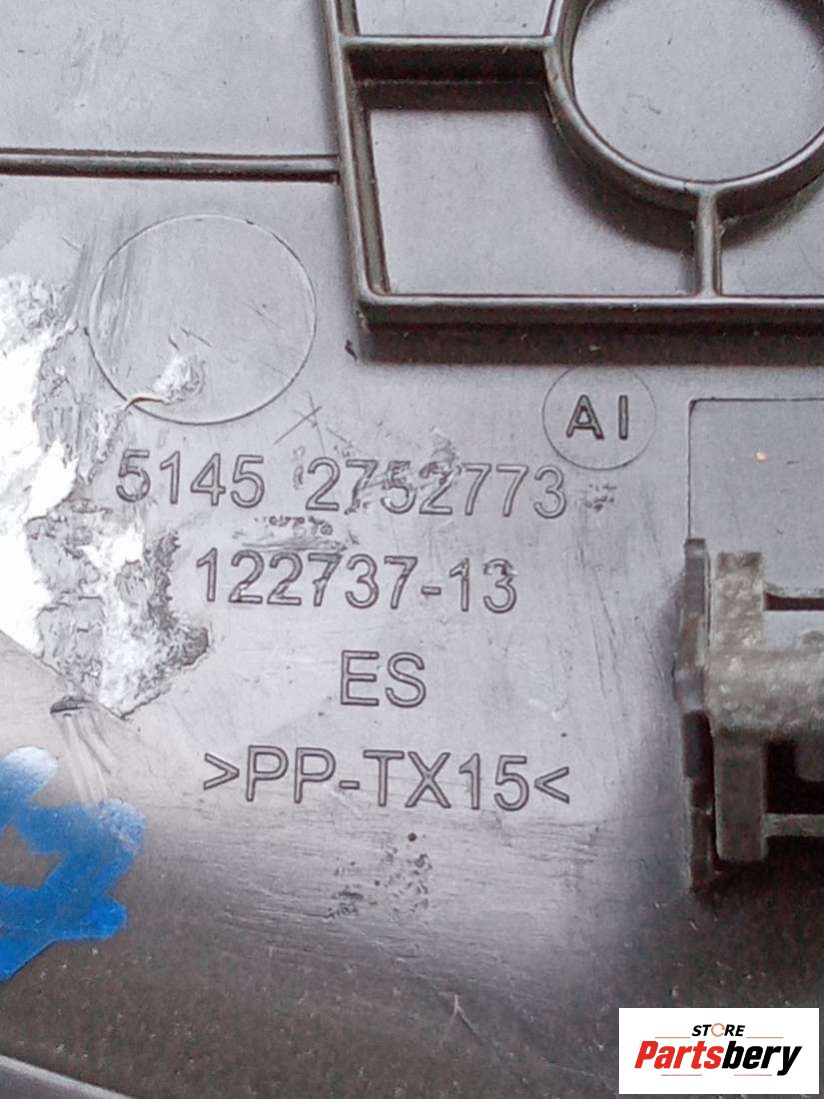 AI
5145 2752773
122737-13
ES
>PP-TX15<
STORE
Partsbery